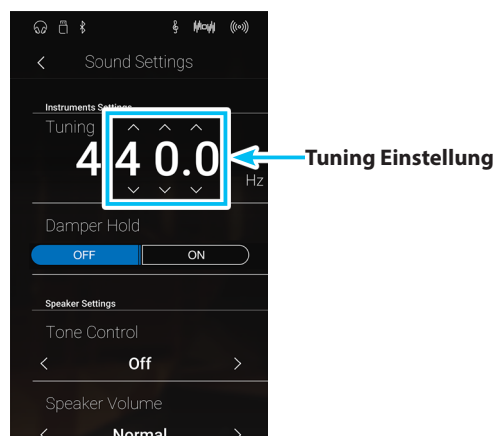 Sound Settings
Instruments Settings
Tuning
440.0
Hz
Tuning Einstellung
Damper Hold
OFF ON
Speaker Settings
Tone Control
Off
Speaker Volume
Normal